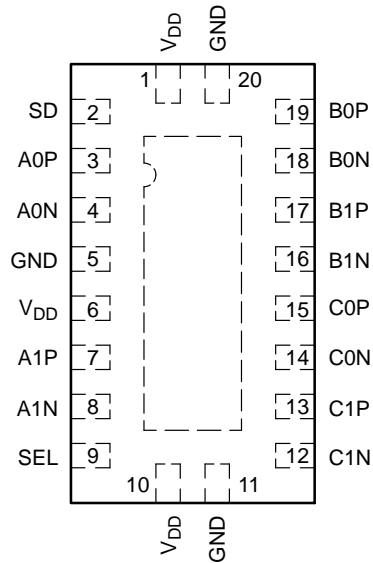 VDD GND
1 20
SD 2 19 B0P
A0P 3 18 B0N
A0N 4 17 B1P
GND 5 16 B1N
VDD 6 15 C0P
A1P 7 14 C0N
A1N 8 13 C1P
SEL 9 12 C1N
10 11
VDD GND